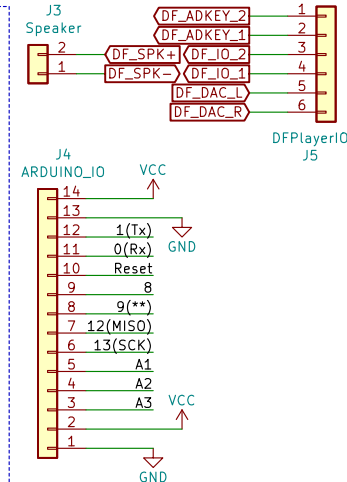 J3
Speaker
2 DF_SPK+
1 DF_SPK-
DF_ADKEY_2 1
DF_ADKEY_1 2
DF_IO_2 3
DF_IO_1 4
DF_DAC_L 5
DF_DAC_R 6
DFPlayerIO
J5
J4
ARDUINO_IO
VCC
14
13
GND
12 1(Tx)
11 0(Rx)
10 Reset
9 8
8 9(**)
7 12(MISO)
6 13(SCK)
5 A1
4 A2
3 A3
VCC
2
1
GND